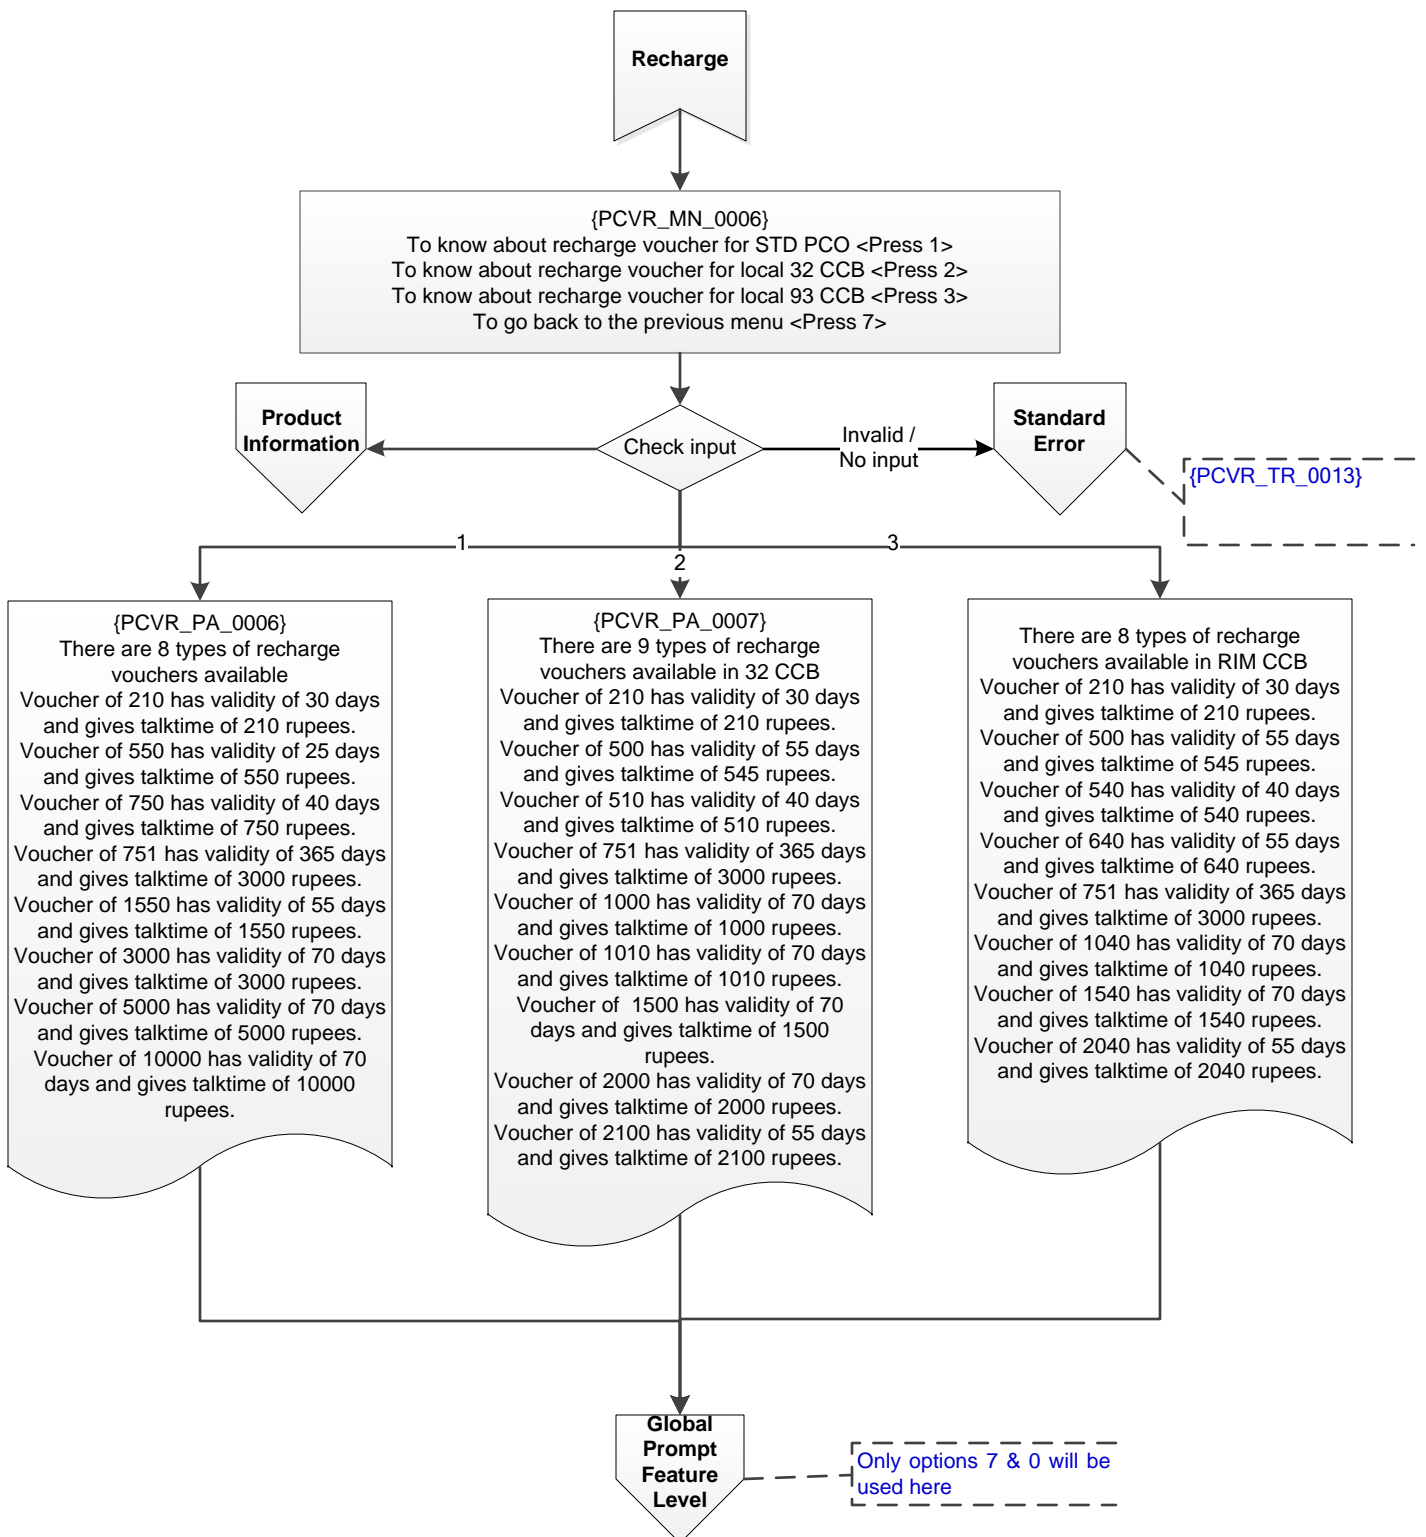 Recharge
{PCVR_MN_0006}
To know about recharge voucher for STD PCO <Press 1>
To know about recharge voucher for local 32 CCB <Press 2>
To know about recharge voucher for local 93 CCB <Press 3>
To go back to the previous menu <Press 7>
Product
Information
Check input
Invalid /
No input
Standard
Error
{PCVR_TR_0013}
1
2
3
{PCVR_PA_0006}
There are 8 types of recharge
vouchers available
Voucher of 210 has validity of 30 days
and gives talktime of 210 rupees.
Voucher of 550 has validity of 25 days
and gives talktime of 550 rupees.
Voucher of 750 has validity of 40 days
and gives talktime of 750 rupees.
Voucher of 751 has validity of 365 days
and gives talktime of 3000 rupees.
Voucher of 1550 has validity of 55 days
and gives talktime of 1550 rupees.
Voucher of 3000 has validity of 70 days
and gives talktime of 3000 rupees.
Voucher of 5000 has validity of 70 days
and gives talktime of 5000 rupees.
Voucher of 10000 has validity of 70
days and gives talktime of 10000
rupees.
{PCVR_PA_0007}
There are 9 types of recharge
vouchers available in 32 CCB
Voucher of 210 has validity of 30 days
and gives talktime of 210 rupees.
Voucher of 500 has validity of 55 days
and gives talktime of 545 rupees.
Voucher of 510 has validity of 40 days
and gives talktime of 510 rupees.
Voucher of 751 has validity of 365 days
and gives talktime of 3000 rupees.
Voucher of 1000 has validity of 70 days
and gives talktime of 1000 rupees.
Voucher of 1010 has validity of 70 days
and gives talktime of 1010 rupees.
Voucher of  1500 has validity of 70
days and gives talktime of 1500
rupees.
Voucher of 2000 has validity of 70 days
and gives talktime of 2000 rupees.
Voucher of 2100 has validity of 55 days
and gives talktime of 2100 rupees.
There are 8 types of recharge
vouchers available in RIM CCB
Voucher of 210 has validity of 30 days
and gives talktime of 210 rupees.
Voucher of 500 has validity of 55 days
and gives talktime of 545 rupees.
Voucher of 540 has validity of 40 days
and gives talktime of 540 rupees.
Voucher of 640 has validity of 55 days
and gives talktime of 640 rupees.
Voucher of 751 has validity of 365 days
and gives talktime of 3000 rupees.
Voucher of 1040 has validity of 70 days
and gives talktime of 1040 rupees.
Voucher of 1540 has validity of 70 days
and gives talktime of 1540 rupees.
Voucher of 2040 has validity of 55 days
and gives talktime of 2040 rupees.
Global
Prompt
Feature
Level
Only options 7 & 0 will be
used here